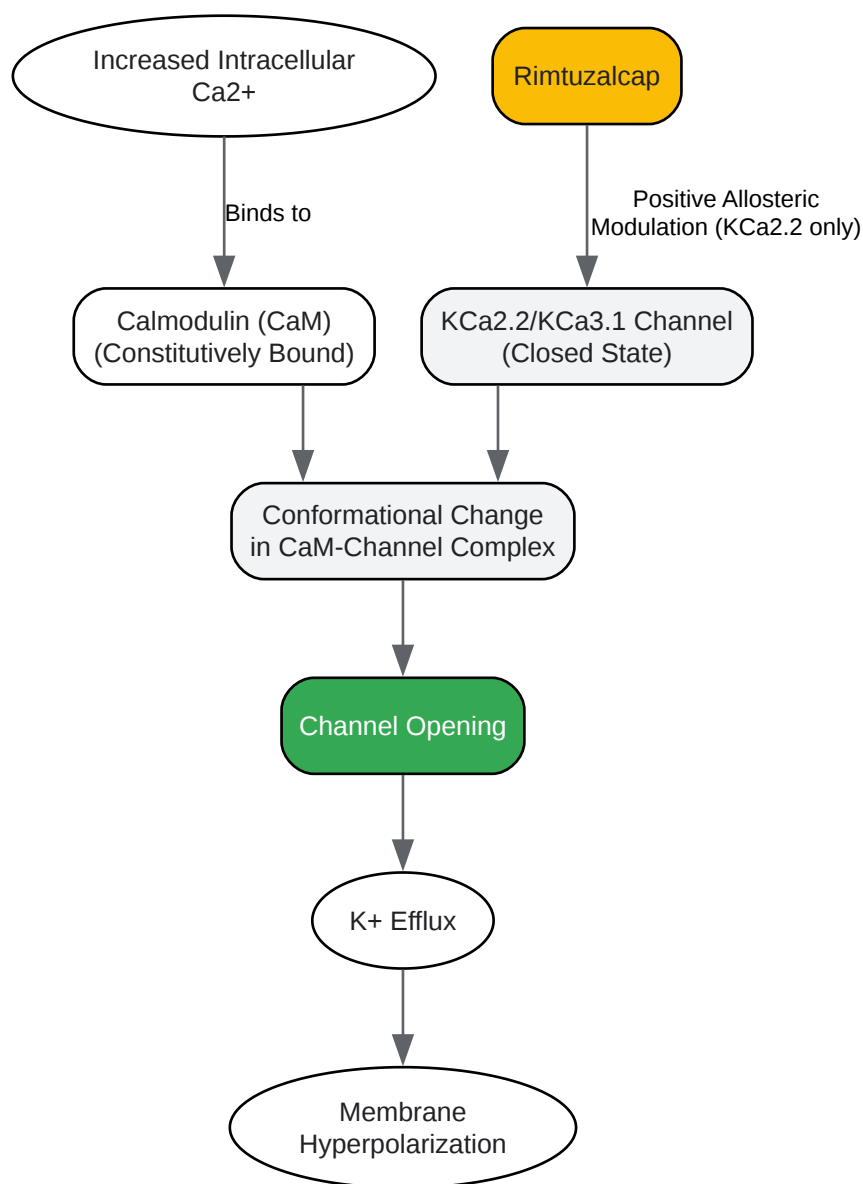 Increased Intracellular
Ca2+
Rimtuzalcap
Binds to
Positive Allosteric
Modulation (KCa2.2 only)
Calmodulin (CaM)
(Constitutively Bound)
KCa2.2/KCa3.1 Channel
(Closed State)
Conformational Change
in CaM-Channel Complex
Channel Opening
K+ Efflux
Membrane
Hyperpolarization